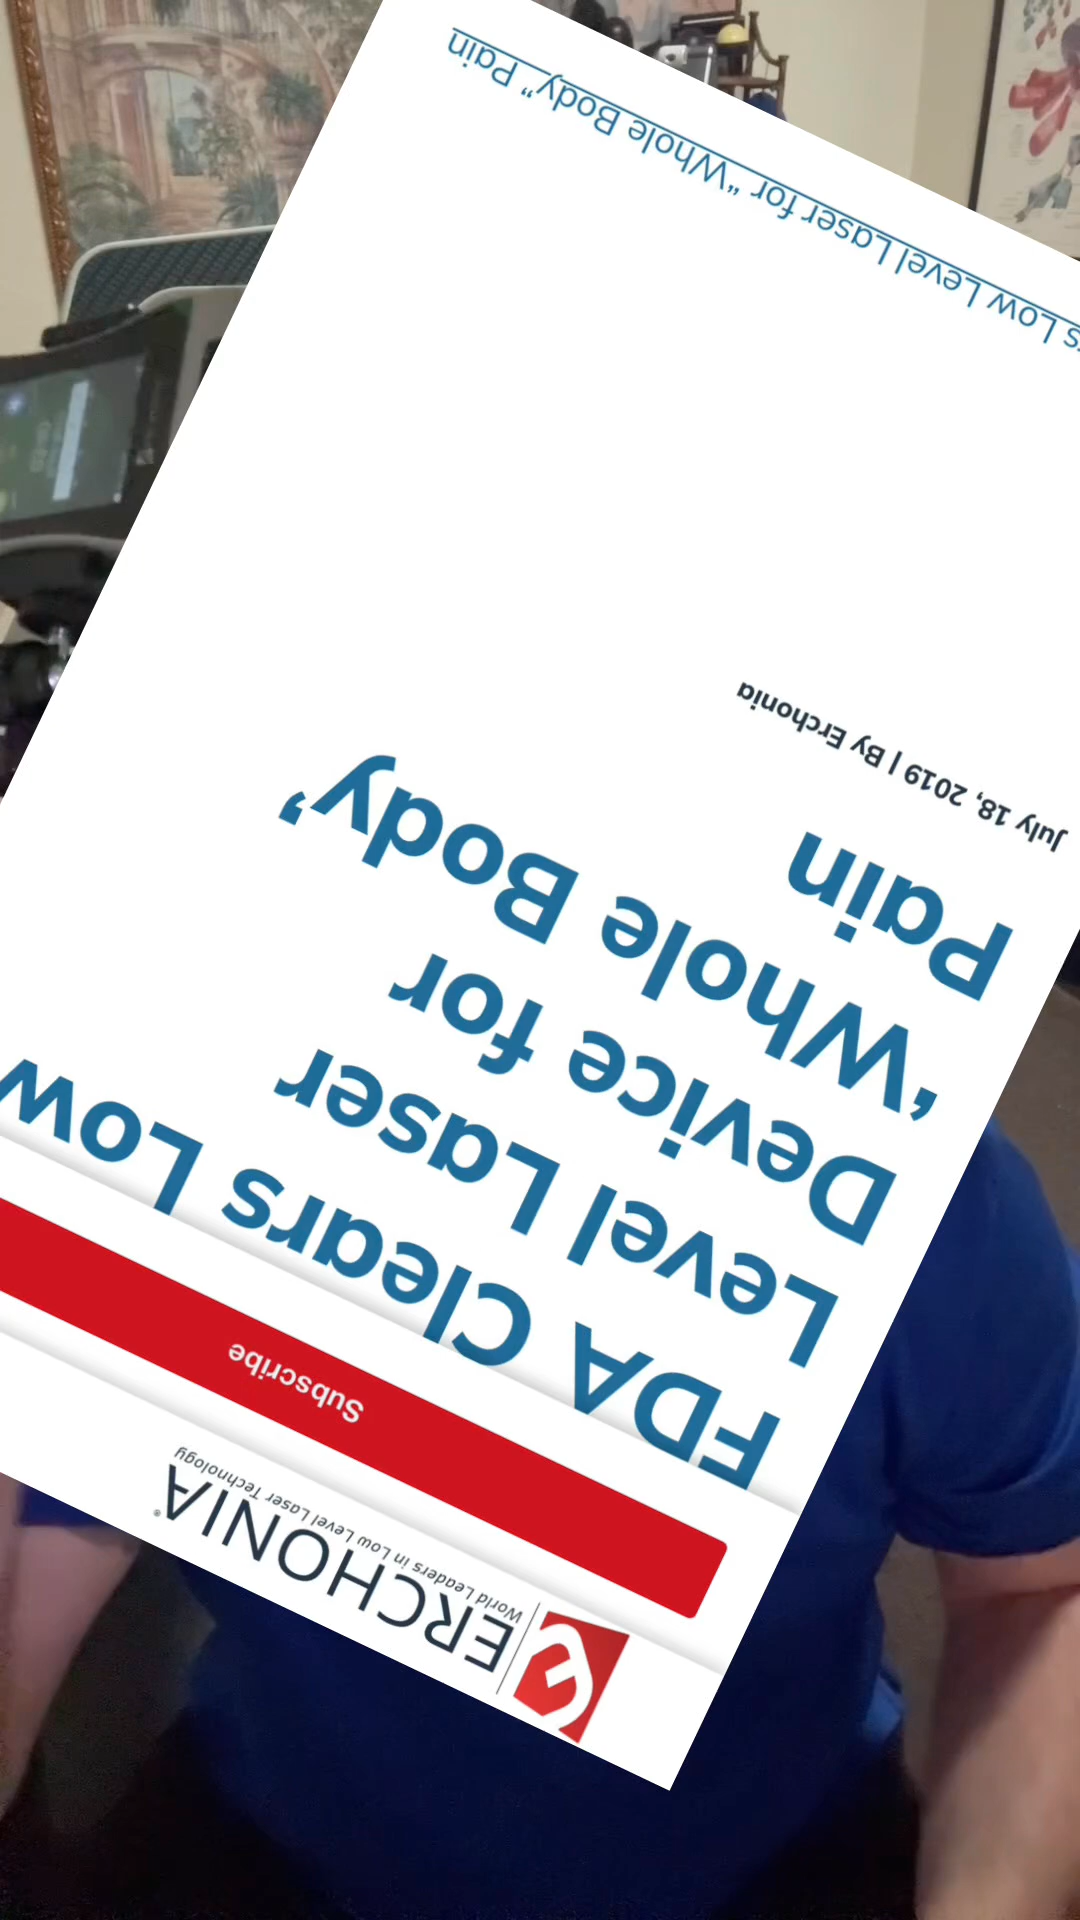 ERCHONIA®
World Leaders in Low Level Laser Technology
Subscribe
FDA Clears Low
Level Laser
Device for
‘Whole Body’
Pain
July 18, 2019 | By Erchonia
Low Level Laser for “Whole Body” Pain